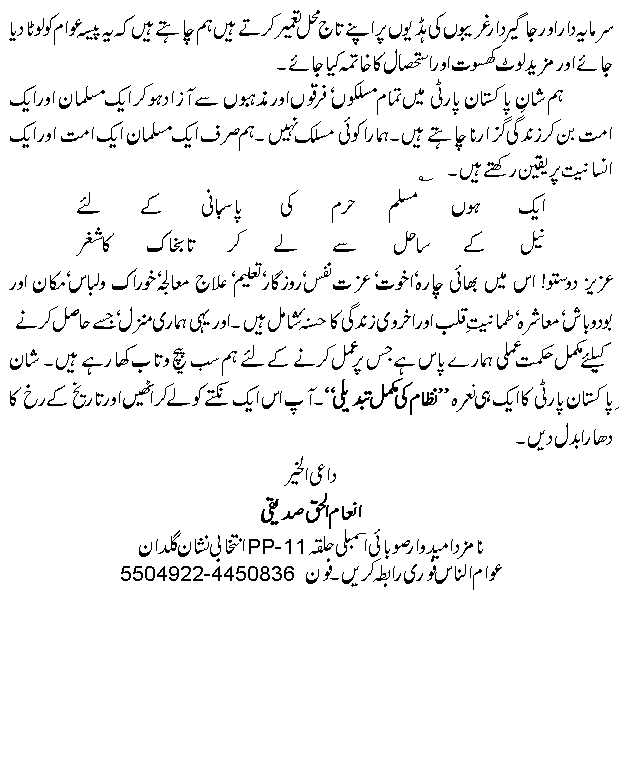 سرمایہ دار اور جاگیردار غریبوں کی ہڈیوں پر اپنے تاج محل تعمیر کرتے ہیں ہم چاہتے ہیں کہ یہ پیسہ عوام کو لوٹا دیا
جائے اور مزید لوٹ کھسوٹ اور استحصال کا خاتمہ کیا جائے۔
ہم شانِ پاکستان پارٹی میں تمام مسلکوں‘ فرقوں اور مذہبوں سے آزاد ہو کر ایک مسلمان اور ایک
امت بن کر زندگی گزارنا چاہتے ہیں۔ ہمارا کوئی مسلک نہیں۔ ہم صرف ایک مسلمان ایک امت اور ایک
انسانیت پر یقین رکھتے ہیں۔ ؎
ایک ہوں مسلم حرم کی پاسبانی کے لئے
نیل کے ساحل سے لے کر تابخاک کاشغر
عزیز دوستو! اس میں بھائی چارہ‘ اخوت‘ عزت نفس‘ روزگار‘ تعلیم‘ علاج معالجہ‘ خوراک و لباس‘ مکان اور
بودوباش‘ معاشرہ‘ طمانیتِ قلب اور اخروی زندگی کا حسنہ شامل ہیں۔ اور یہی ہماری منزل‘ جسے حاصل کرنے
کیلئے مکمل حکمت عملی ہمارے پاس ہے جس پر عمل کرنے کے لئے ہم سب پیچ و تاب کھا رہے ہیں۔ شان
ِپاکستان پارٹی کا ایک ہی نعرہ ’’نظام کی مکمل تبدیلی‘‘۔ آپ اس ایک نکتے کو لے کر اٹھیں اور تاریخ کے رخ کا
دھارا بدل دیں۔
داعی الخیر
انعام الحق صدیقی
نامزد امیدوار صوبائی اسمبلی حلقہ PP-11 انتخابی نشان گلدان
عوام الناس فوری رابطہ کریں۔ فون 5504922-4450836